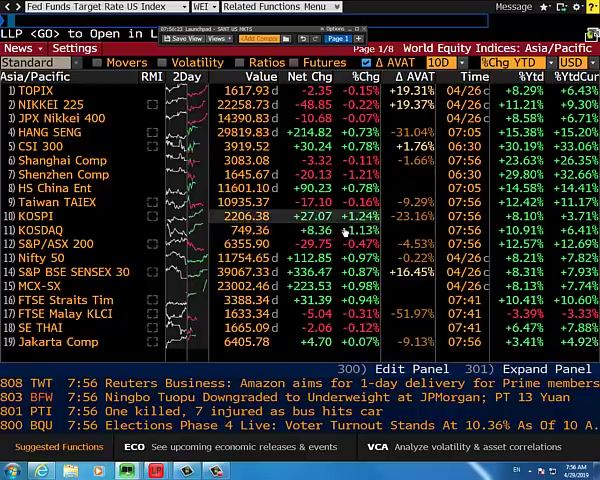 Fed Funds Target Rate US Index WEI Related Functions Menu Message
LLP <GO> to Open in L
07:56:23 Launchpad - SANT US MKTS Options
Save View Views <Add Compon Page 1
News Settings Page 1/8 World Equity Indices: Asia/Pacific
Standard Movers Volatility Ratios Futures Δ AVAT 10D %Chg YTD USD
Asia/Pacific RMI 2Day Value Net Chg %Chg Δ AVAT Time %Ytd %YtdCur
1) TOPIX 1617.93 d -2.35 -0.15% +19.31% 04/26 c +8.29% +6.43%
2) NIKKEI 225 22258.73 d -48.85 -0.22% +19.37% 04/26 c +11.21% +9.30%
3) JPX Nikkei 400 14390.83 d -10.68 -0.07% 04/26 c +8.58% +6.71%
4) HANG SENG 29819.83 d +214.82 +0.73% -31.04% 07:05 +15.38% +15.20%
5) CSI 300 3919.52 +30.24 +0.78% +1.76% 06:30 +30.19% +33.06%
6) Shanghai Comp 3083.08 -3.32 -0.11% -1.66% 07:56 +23.63% +26.35%
7) Shenzhen Comp 1645.67 d -20.13 -1.21% 06:30 +29.80% +32.66%
8) HS China Ent 11601.10 d +90.23 +0.78% 07:05 +14.58% +14.41%
9) Taiwan TAIEX 10935.37 -17.10 -0.16% -9.29% 07:56 +12.42% +11.17%
10) KOSPI 2206.38 +27.07 +1.24% -23.16% 07:56 +8.10% +3.71%
11) KOSDAQ 749.36 +8.36 +1.13% 07:56 +10.91% +6.41%
12) S&P/ASX 200 6355.90 -29.75 -0.47% -4.53% 07:56 +12.57% +12.69%
13) Nifty 50 11754.65 d +112.85 +0.97% -0.22% 04/26 c +8.21% +7.82%
14) S&P BSE SENSEX 30 39067.33 d +336.47 +0.87% +16.45% 04/26 c +8.31% +7.93%
15) MCX-SX 23002.46 d +223.53 +0.98% 04/26 c +8.13% +7.74%
16) FTSE Straits Tim 3388.34 d +31.39 +0.94% 07:41 +10.41% +10.60%
17) FTSE Malay KLCI 1633.34 d -5.04 -0.31% -51.97% 07:41 -3.39% -3.33%
18) SE THAI 1665.09 d -2.06 -0.12% 07:41 +6.47% +7.88%
19) Jakarta Comp 6405.78 +4.70 +0.07% -9.13% 07:56 +3.41% +4.92%
300) Edit Panel 301) Expand Panel
808 TWT 7:56 Reuters Business: Amazon aims for 1-day delivery for Prime members
803 BFW 7:56 Ningbo Tuopu Downgraded to Underweight at JPMorgan; PT 13 Yuan
801 PTI 7:56 One killed, 7 injured as bus hits car
800 BQU 7:56 Elections Phase 4 Live: Voter Turnout Stands At 10.36% As Of 10 A.
Suggested Functions ECO See upcoming economic releases & events VCA Analyze volatility & asset correlations
EN 7:56 AM
4/29/2019